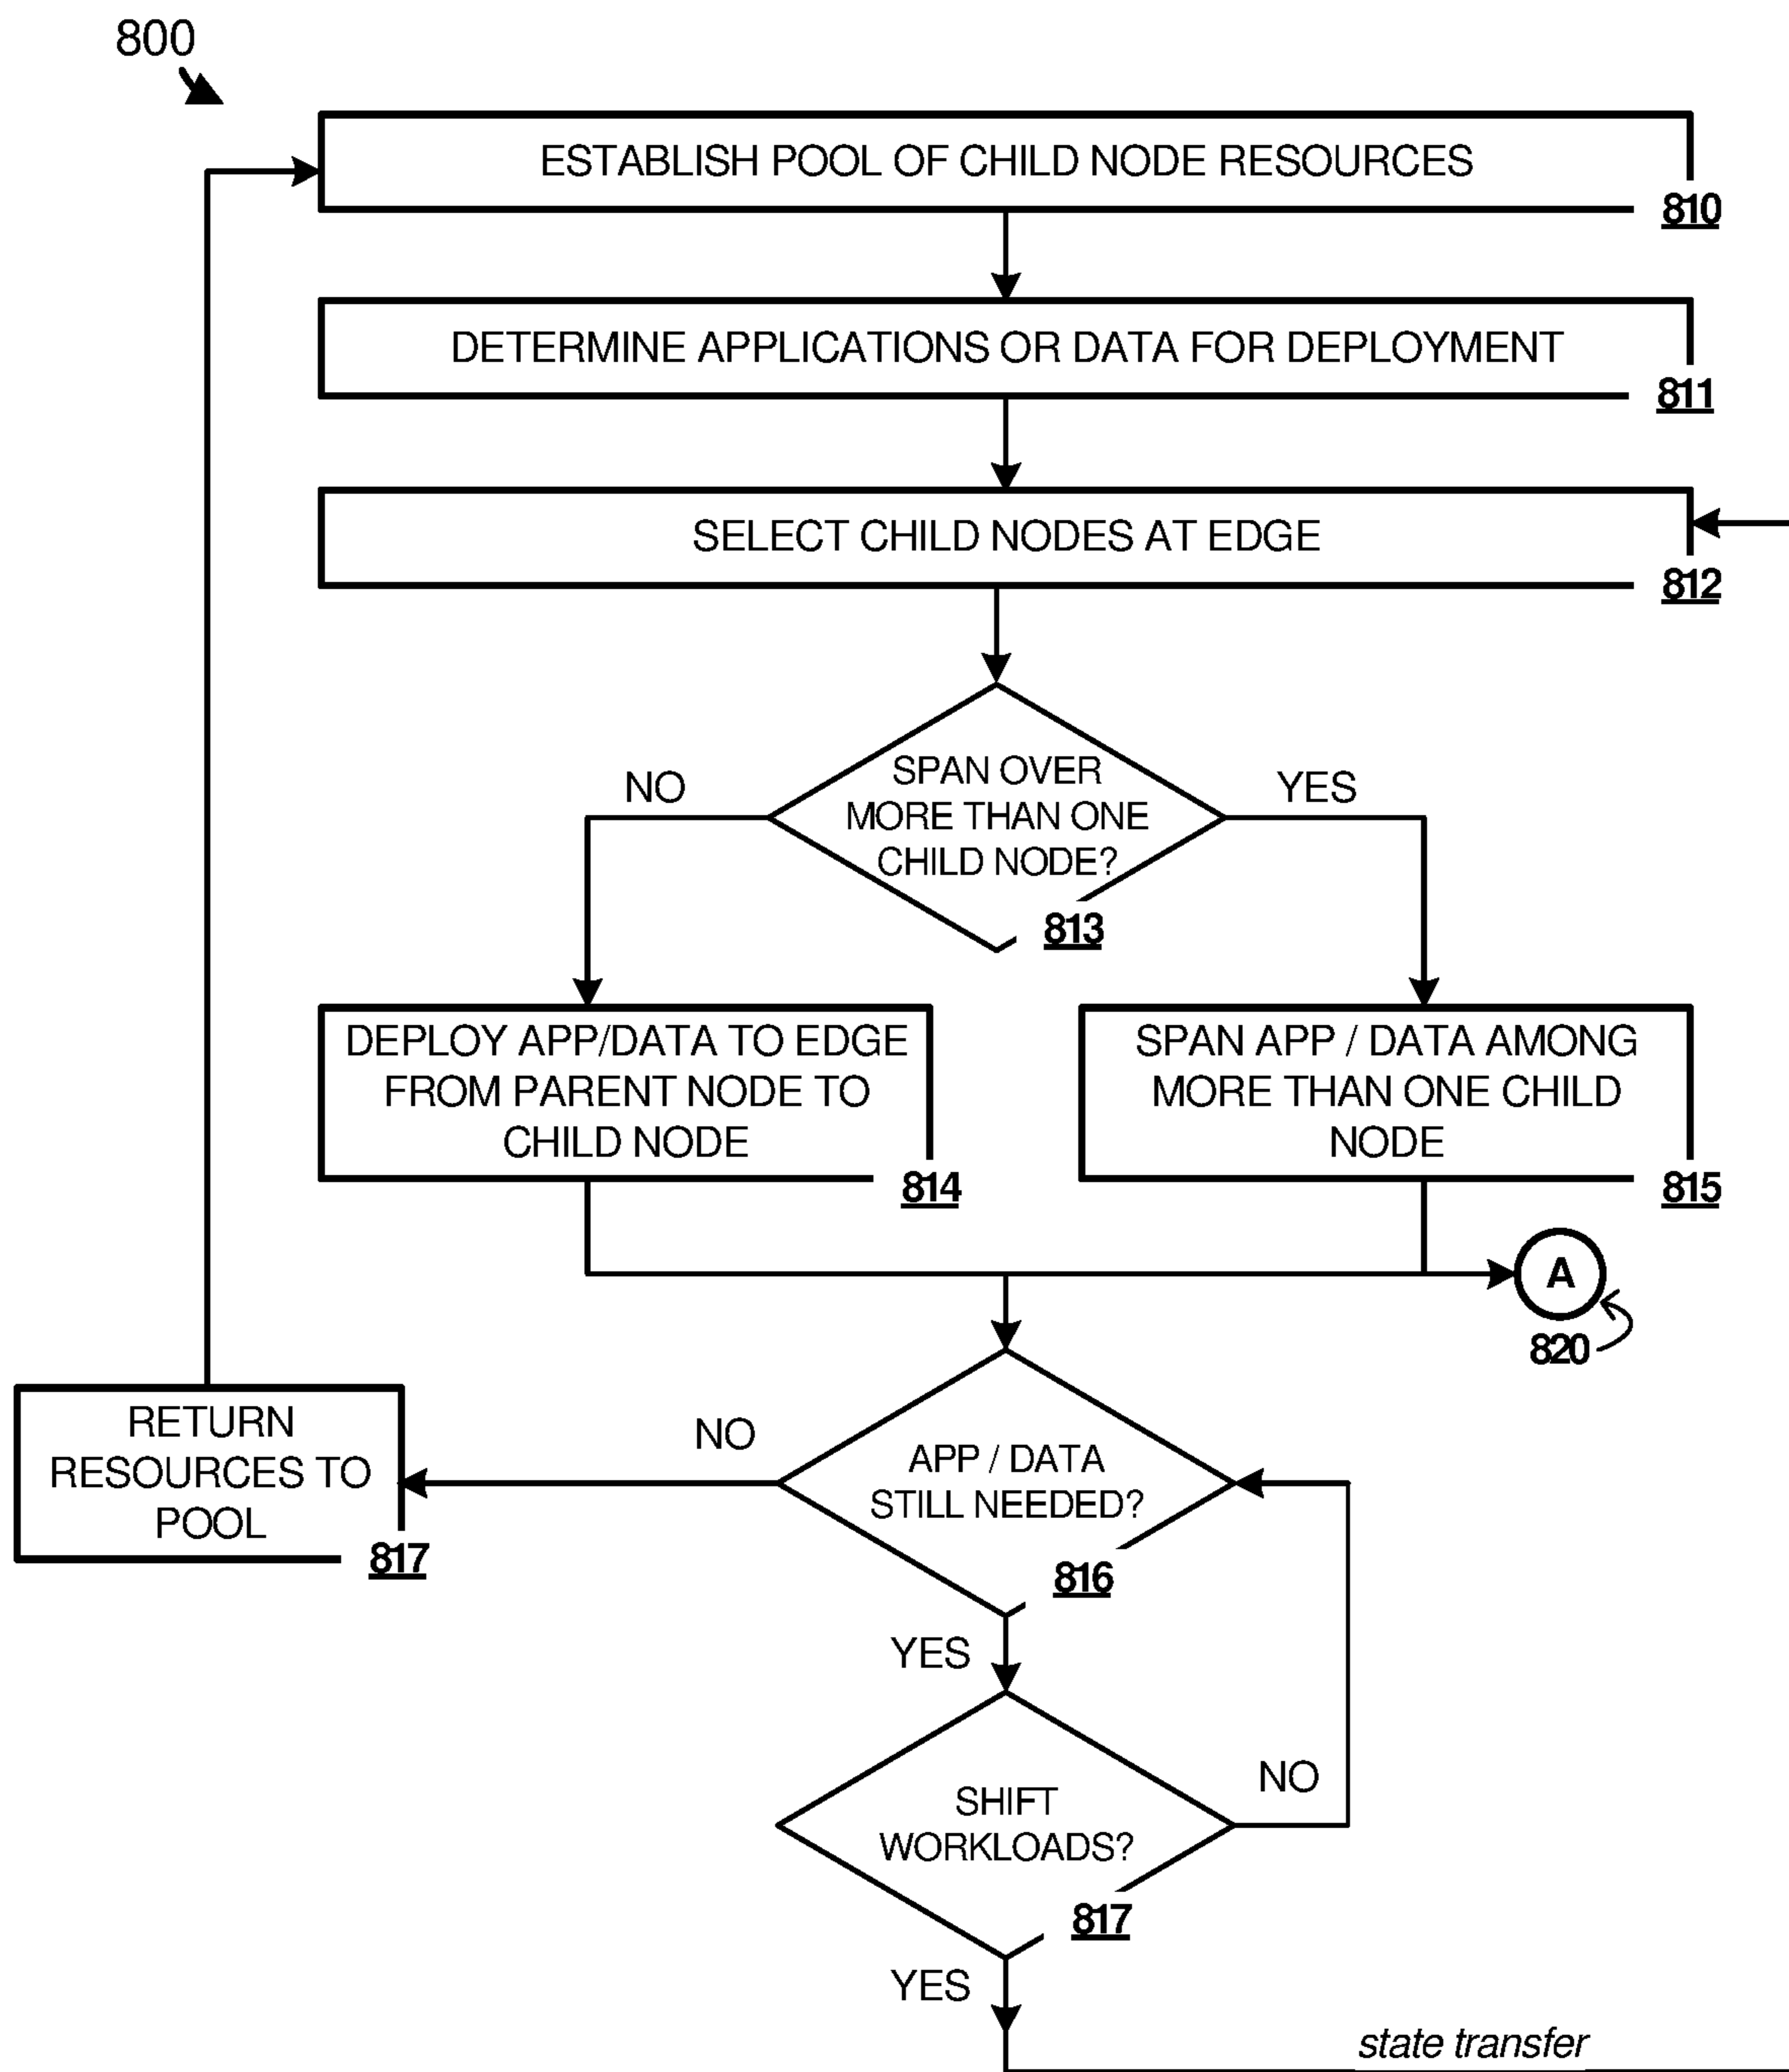 800
ESTABLISH POOL OF CHILD NODE RESOURCES
810
DETERMINE APPLICATIONS OR DATA FOR DEPLOYMENT
811
SELECT CHILD NODES AT EDGE
812
SPAN OVER
MORE THAN ONE
CHILD NODE?
813
NO
YES
DEPLOY APP/DATA TO EDGE
FROM PARENT NODE TO
CHILD NODE
814
SPAN APP / DATA AMONG
MORE THAN ONE CHILD
NODE
815
A
820
APP / DATA
STILL NEEDED?
816
NO
RETURN
RESOURCES TO
POOL
817
YES
SHIFT
WORKLOADS?
817
NO
YES
state transfer